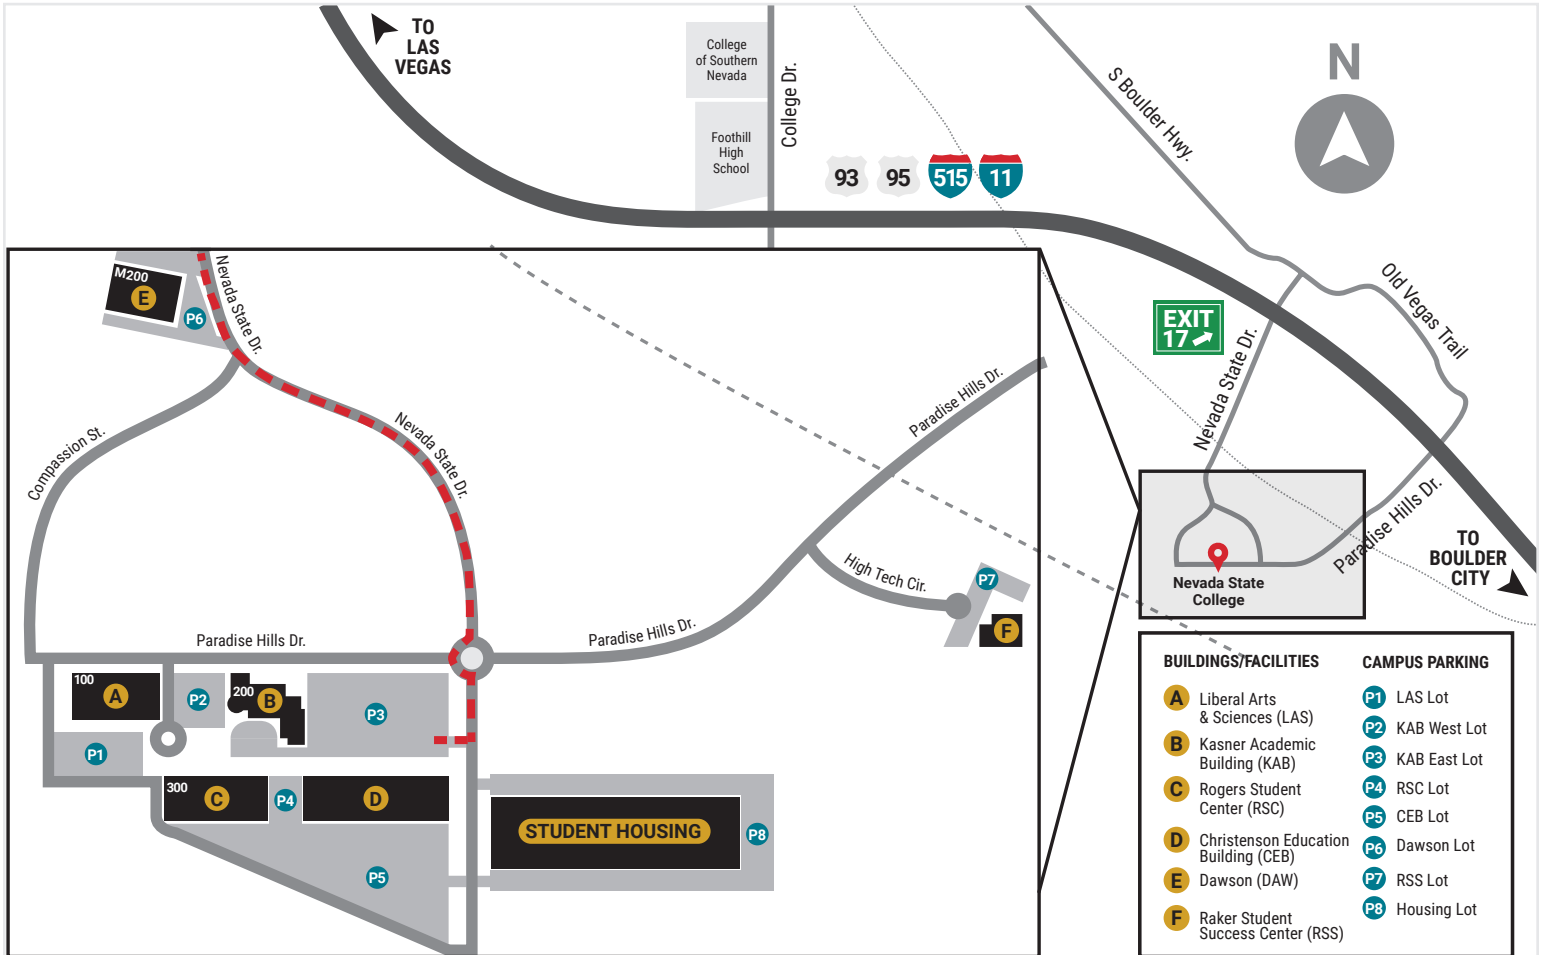 TO
LAS
VEGAS
College
of Southern
Nevada
Foothill
High
School
College Dr.
93
95
515
11
S Boulder Hwy.
N
Old Vegas Trail
EXIT
17
Nevada State Dr.
Paradise Hills Dr.
TO
BOULDER
CITY
Nevada State
College
M200
E
P6
Nevada State Dr.
Nevada State Dr.
Compassion St.
Paradise Hills Dr.
High Tech Cir.
P7
F
Paradise Hills Dr.
Paradise Hills Dr.
100
A
P2
200
B
P3
P1
300
C
P4
D
STUDENT HOUSING
P8
P5
BUILDINGS/FACILITIES
A Liberal Arts
& Sciences (LAS)
B Kasner Academic
Building (KAB)
C Rogers Student
Center (RSC)
D Christenson Education
Building (CEB)
E Dawson (DAW)
F Raker Student
Success Center (RSS)
CAMPUS PARKING
P1 LAS Lot
P2 KAB West Lot
P3 KAB East Lot
P4 RSC Lot
P5 CEB Lot
P6 Dawson Lot
P7 RSS Lot
P8 Housing Lot